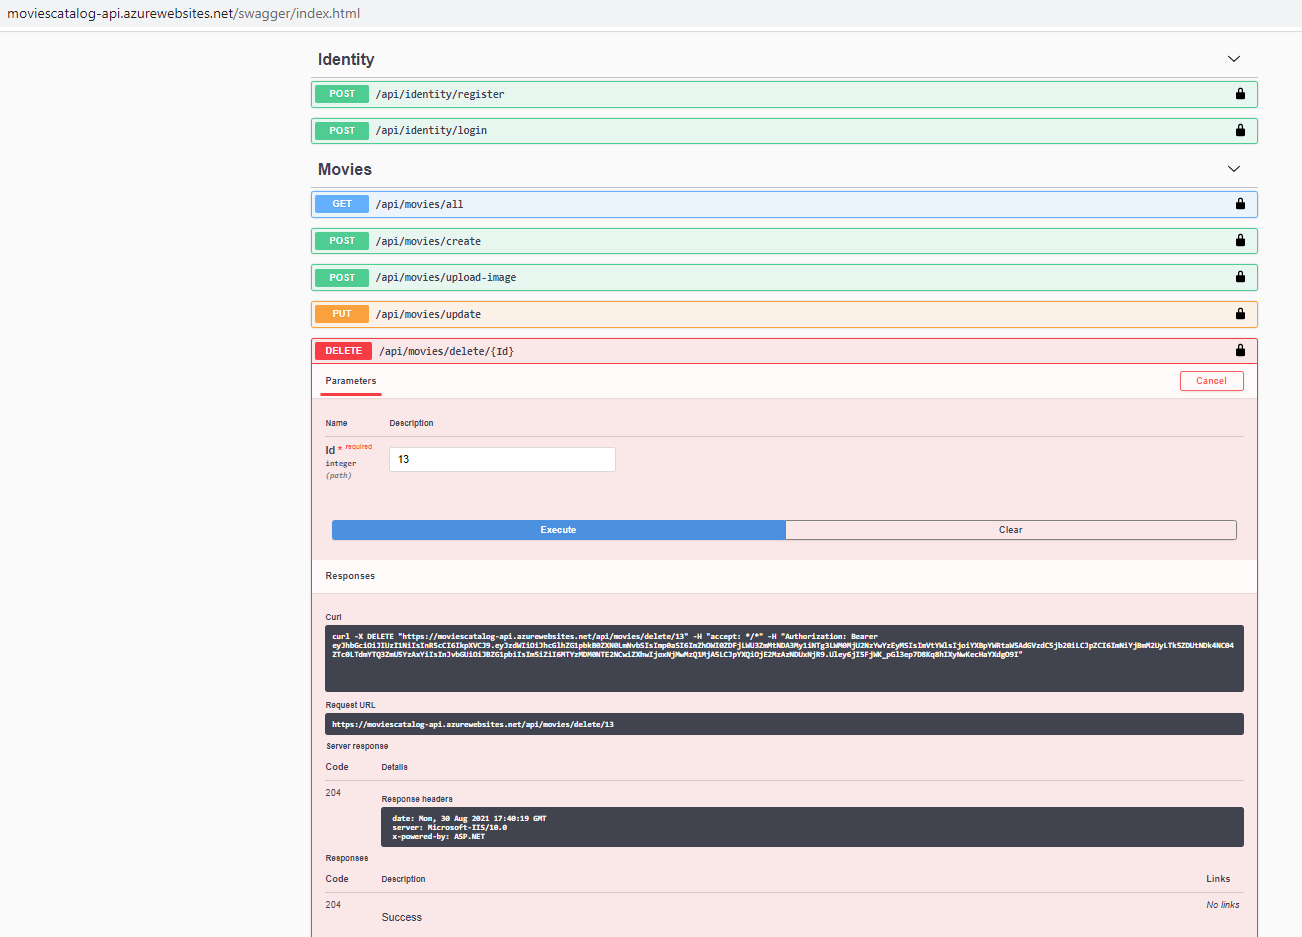 moviescatalog-api.azurewebsites.net/swagger/index.html
Identity
POST /api/identity/register
POST /api/identity/login
Movies
GET /api/movies/all
POST /api/movies/create
POST /api/movies/upload-image
PUT /api/movies/update
DELETE /api/movies/delete/{Id}
Parameters Cancel
Name Description
Id * required
integer
(path)
13
Execute Clear
Responses
Curl
curl -X DELETE "https://moviescatalog-api.azurewebsites.net/api/movies/delete/13" -H "accept: */*" -H "Authorization: Bearer
Request URL
https://moviescatalog-api.azurewebsites.net/api/movies/delete/13
Server response
Code Details
204
Response headers
date: Mon, 30 Aug 2021 17:40:19 GMT
server: Microsoft-IIS/10.0
x-powered-by: ASP.NET
Responses
Code Description Links
204 No links
Success